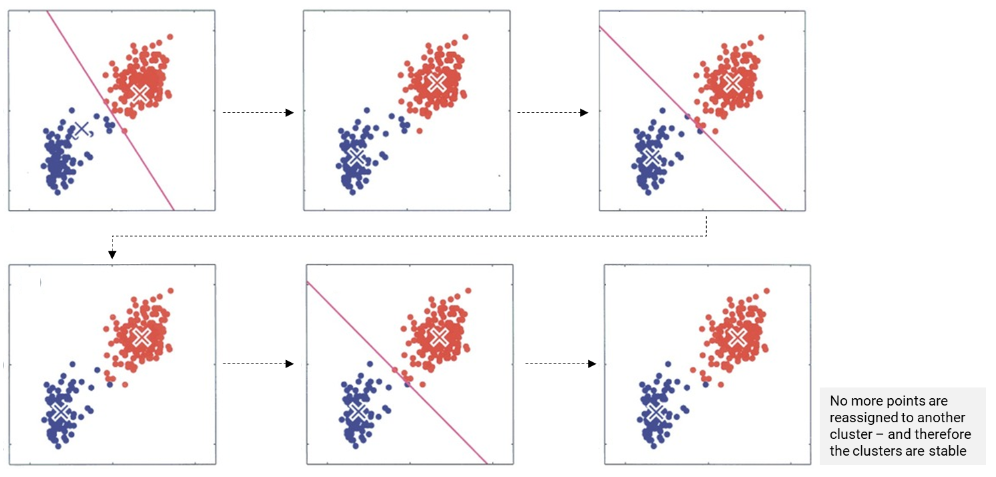 No more points are
reassigned to another
cluster – and therefore
the clusters are stable